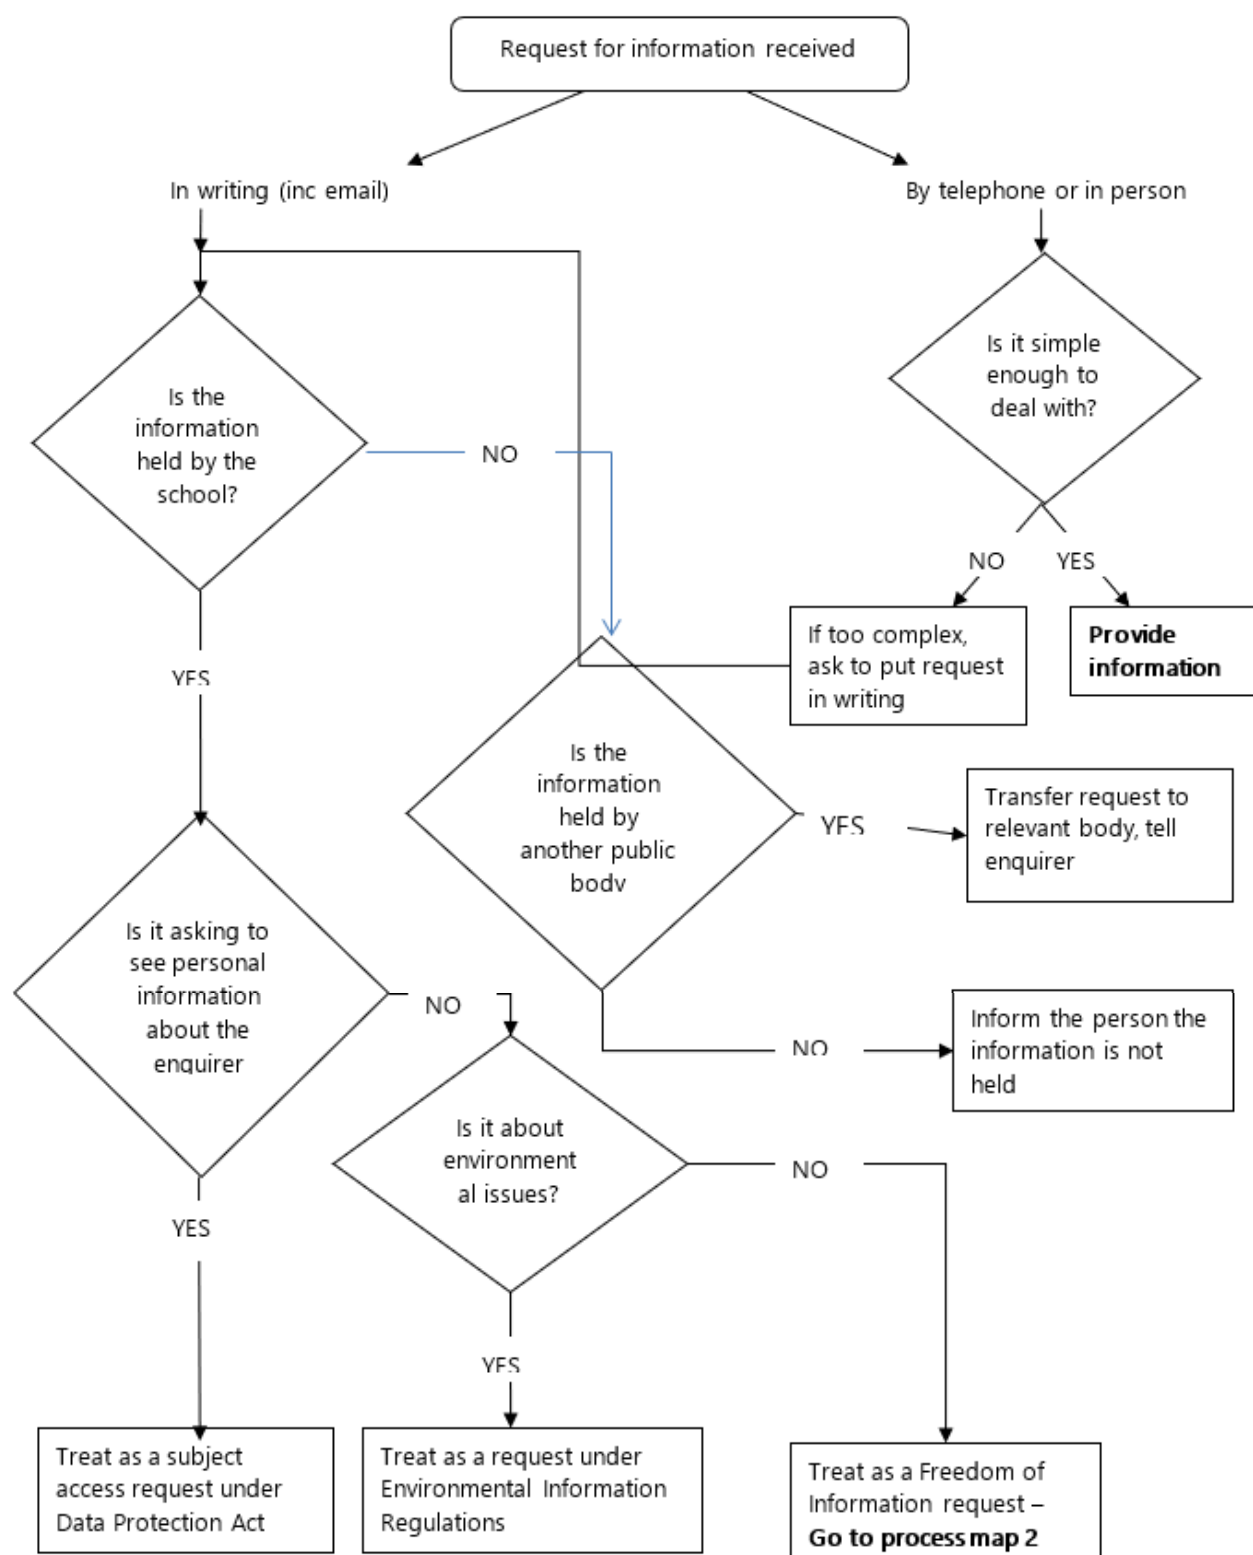 Request for information received
In writing (inc email)
By telephone or in person
Is it simple
enough to
deal with?
Is the
information
held by the
school?
NO
NO
YES
If too complex,
ask to put request
in writing
Provide
information
YES
Is the
information
held by
another public
body
YES
Transfer request to
relevant body, tell
enquirer
Is it asking to
see personal
information
about the
enquirer
NO
NO
Inform the person the
information is not
held
Is it about
environment
al issues?
NO
YES
YES
Treat as a subject
access request under
Data Protection Act
Treat as a request under
Environmental Information
Regulations
Treat as a Freedom of
Information request –
Go to process map 2